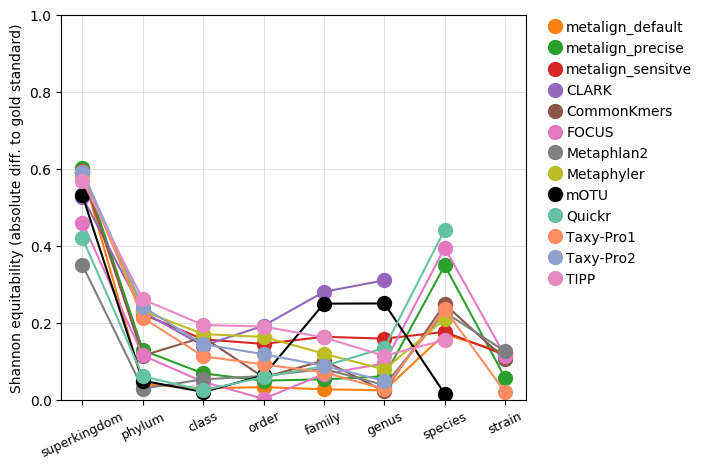 Shannon equitability (absolute diff. to gold standard)
1.0
0.8
0.6
0.4
0.2
0.0
superkingdom
phylum
class
order
family
genus
species
strain
metalign_default
metalign_precise
metalign_sensitve
CLARK
CommonKmers
FOCUS
Metaphlan2
Metaphyler
mOTU
Quickr
Taxy-Pro1
Taxy-Pro2
TIPP